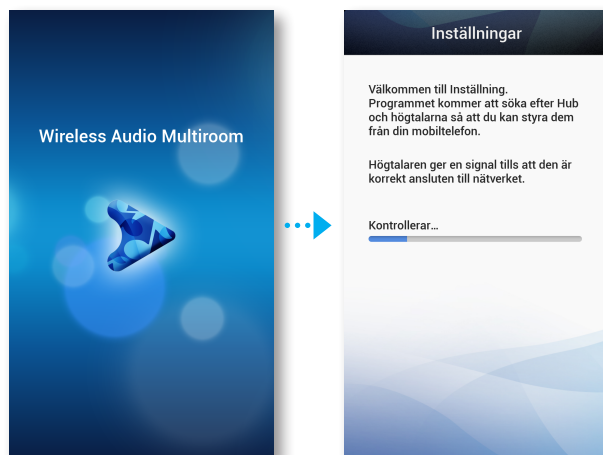 Wireless Audio Multiroom
Inställningar
Välkommen till Inställning.
Programmet kommer att söka efter Hub
och högtalarna så att du kan styra dem
från din mobiltelefon.
Högtalaren ger en signal tills att den är
korrekt ansluten till nätverket.
Kontrollerar...